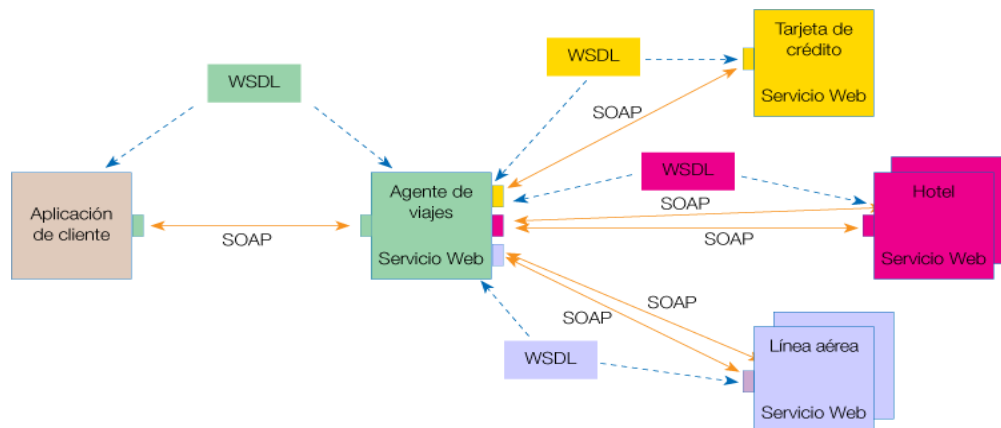 Tarjeta de
crédito
Servicio Web
WSDL
SOAP
WSDL
WSDL
Hotel
Servicio Web
SOAP
SOAP
Aplicación
de cliente
SOAP
Agente de
viajes
Servicio Web
SOAP
SOAP
WSDL
Línea aérea
Servicio Web